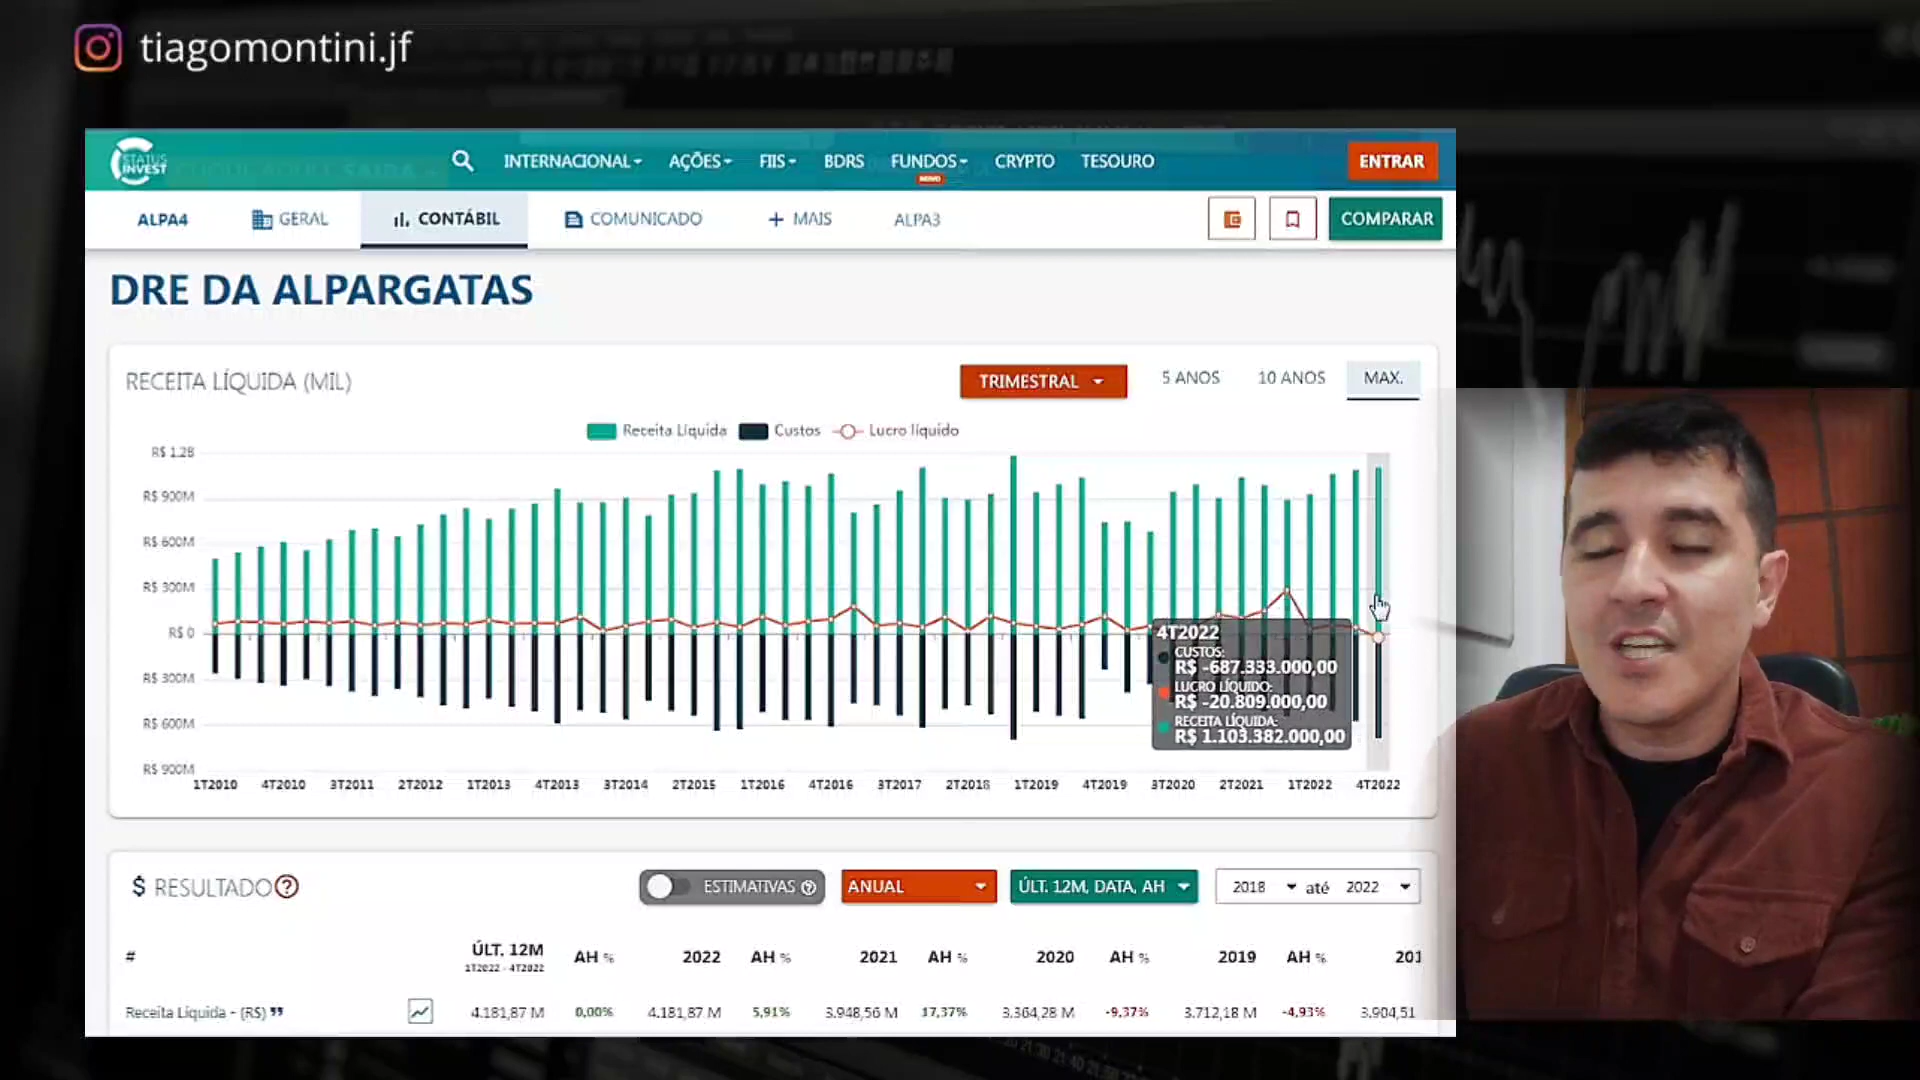 tiagomontini.jf
STATUS
INVEST
INTERNACIONAL
AÇÕES
FIIS
BDRS
FUNDOS
NOVO
CRYPTO
TESOURO
ENTRAR
ALPA4
GERAL
CONTÁBIL
COMUNICADO
+ MAIS
ALPA3
COMPARAR
DRE DA ALPARGATAS
RECEITA LÍQUIDA (MIL)
TRIMESTRAL
5 ANOS
10 ANOS
MAX.
Receita Líquida
Custos
Lucro líquido
R$ 1.2B
R$ 900M
R$ 600M
R$ 300M
R$ 0
R$ 300M
R$ 600M
R$ 900M
4T2022
CUSTOS:
R$ -687.333.000,00
LUCRO LÍQUIDO:
R$ -20.809.000,00
RECEITA LÍQUIDA:
R$ 1.103.382.000,00
1T2010 4T2010 3T2011 2T2012 1T2013 4T2013 3T2014 2T2015 1T2016 4T2016 3T2017 2T2018 1T2019 4T2019 3T2020 2T2021 1T2022 4T2022
$ RESULTADO
ESTIMATIVAS
ANUAL
ÚLT. 12M, DATA, AH
2018 até 2022
# ÚLT. 12M AH % 2022 AH % 2021 AH % 2020 AH % 2019 AH % 201
1T2022 - 4T2022
Receita Líquida - (R$) 4.181,87 M 0,00% 4.181,87 M 5,91% 3.948,56 M 17,37% 3.364,28 M -9,37% 3.712,18 M -4,93% 3.904,51